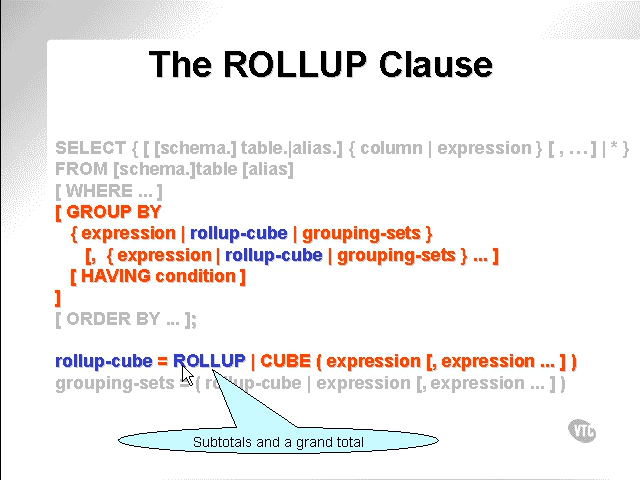 The ROLLUP Clause
SELECT { [ [schema.] table.|alias.] { column | expression } [ , …] | * }
FROM [schema.]table [alias]
[ WHERE ... ]
[ GROUP BY
{ expression | rollup-cube | grouping-sets }
[, { expression | rollup-cube | grouping-sets } ... ]
[ HAVING condition ]
]
[ ORDER BY ... ];
rollup-cube = ROLLUP | CUBE ( expression [, expression ... ] )
grouping-sets = ( rollup-cube | expression [, expression ... ] )
Subtotals and a grand total
VTC